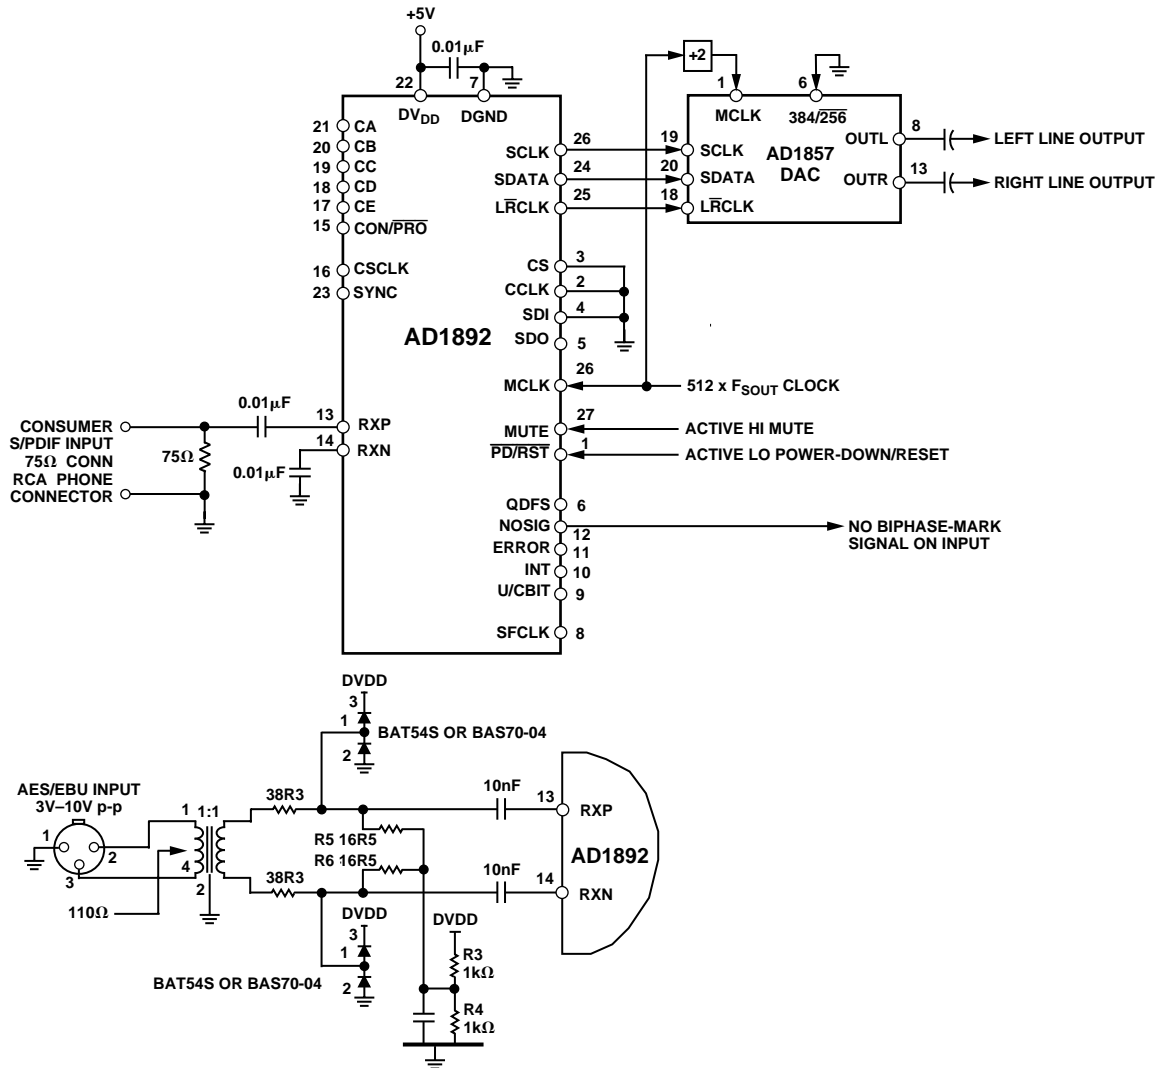 +5V
0.01μF
22
7
DVDD
DGND
21 CA
20 CB
19 CC
18 CD
17 CE
15 CON/PRO
16 CSCLK
23 SYNC
AD1892
SCLK 26
SDATA 24
LRCLK 25
CS 3
CCLK 2
SDI 4
SDO 5
MCLK 26
512 x FSOUT CLOCK
MUTE 27
ACTIVE HI MUTE
PD/RST 1
ACTIVE LO POWER-DOWN/RESET
QDFS 6
NOSIG 12
NO BIPHASE-MARK
SIGNAL ON INPUT
ERROR 11
INT 10
U/CBIT 9
SFCLK 8
+2
1
6
MCLK
384/256
19 SCLK
20 SDATA
18 LRCLK
AD1857
DAC
OUTL 8
LEFT LINE OUTPUT
OUTR 13
RIGHT LINE OUTPUT
CONSUMER
S/PDIF INPUT
75Ω CONN
RCA PHONE
CONNECTOR
75Ω
0.01μF
13 RXP
14 RXN
0.01μF
DVDD
3
1
2
BAT54S OR BAS70-04
AES/EBU INPUT
3V–10V p-p
1
2
3
110Ω
1 1:1
4
2
38R3
R5 16R5
R6 16R5
38R3
10nF
10nF
13 RXP
14 RXN
AD1892
DVDD
3
1
2
BAT54S OR BAS70-04
DVDD
R3
1kΩ
R4
1kΩ